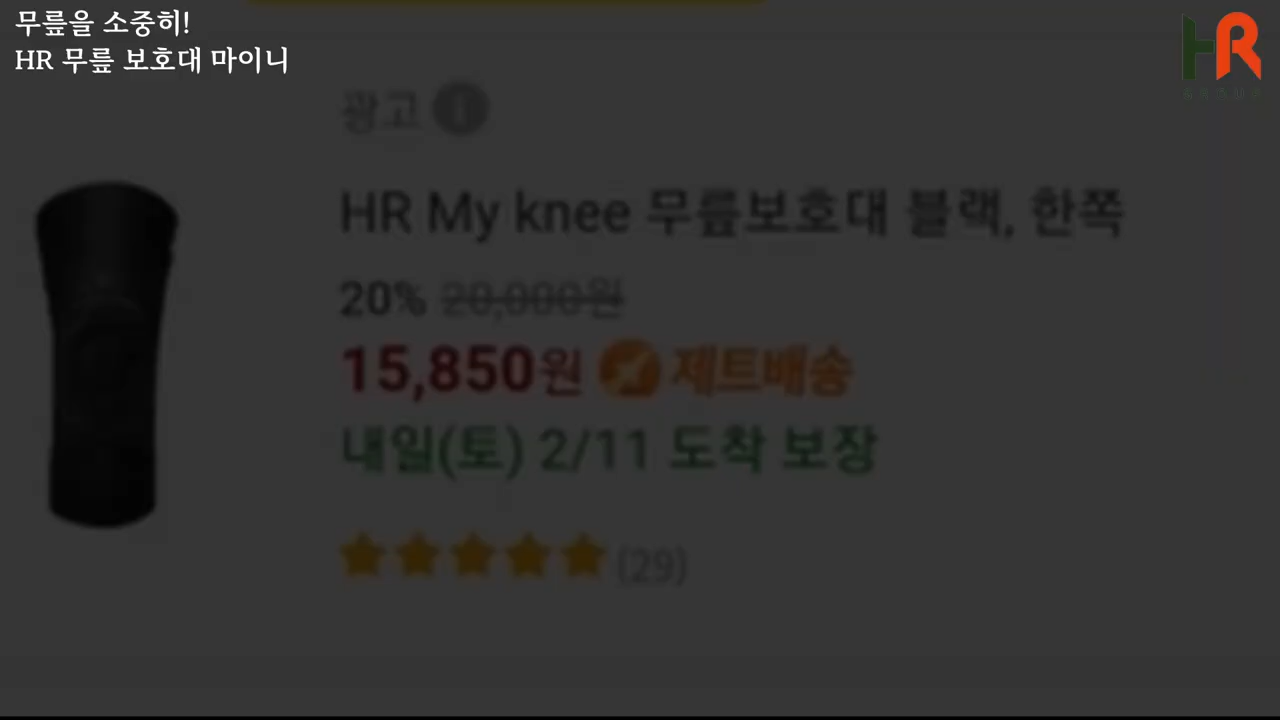 무릎을 소중히!
HR 무릎 보호대 마이니
HR
광고
HR My knee 무릎보호대 블랙, 한쪽
20% 20,000원
15,850원 제트배송
내일(토) 2/11 도착 보장
(29)